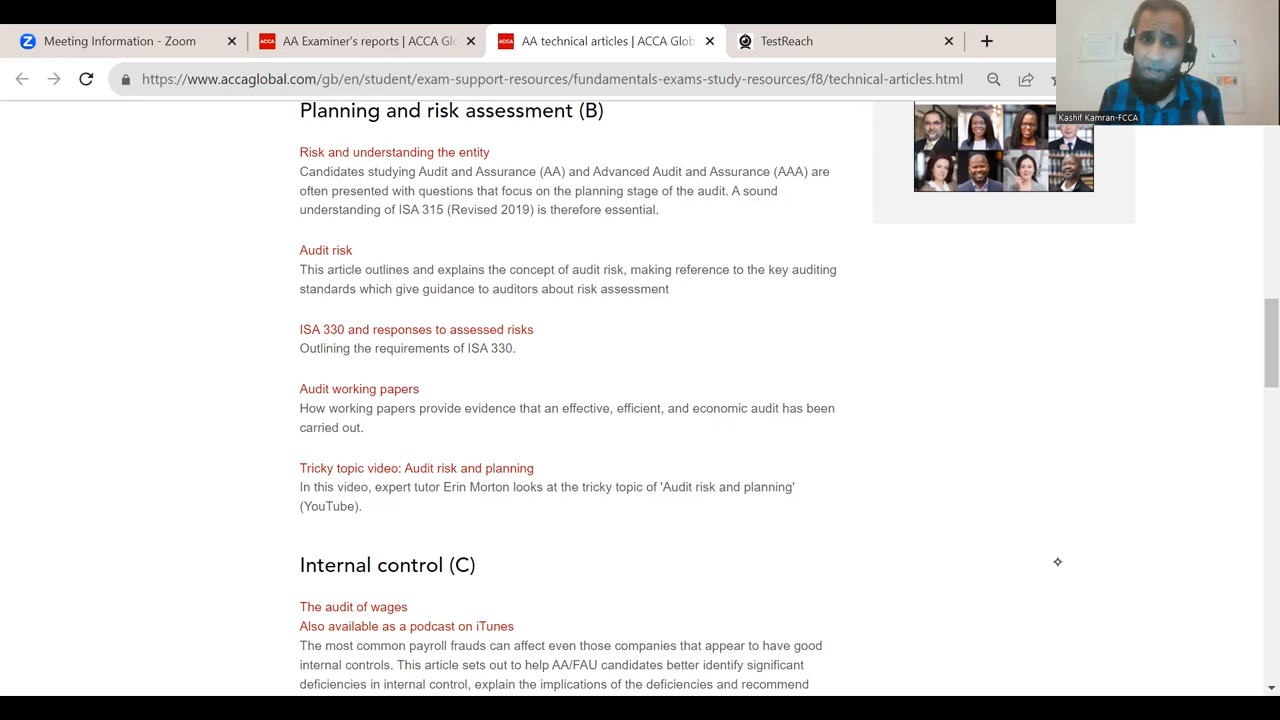 Meeting Information - Zoom
ACCA
AA Examiner's reports | ACCA Glo
ACCA
AA technical articles | ACCA Glob
TestReach
https://www.accaglobal.com/gb/en/student/exam-support-resources/fundamentals-exams-study-resources/f8/technical-articles.html
Kashif Kamran-FCCA
Planning and risk assessment (B)
Risk and understanding the entity
Candidates studying Audit and Assurance (AA) and Advanced Audit and Assurance (AAA) are
often presented with questions that focus on the planning stage of the audit. A sound
understanding of ISA 315 (Revised 2019) is therefore essential.
Audit risk
This article outlines and explains the concept of audit risk, making reference to the key auditing
standards which give guidance to auditors about risk assessment
ISA 330 and responses to assessed risks
Outlining the requirements of ISA 330.
Audit working papers
How working papers provide evidence that an effective, efficient, and economic audit has been
carried out.
Tricky topic video: Audit risk and planning
In this video, expert tutor Erin Morton looks at the tricky topic of 'Audit risk and planning'
(YouTube).
Internal control (C)
The audit of wages
Also available as a podcast on iTunes
The most common payroll frauds can affect even those companies that appear to have good
internal controls. This article sets out to help AA/FAU candidates better identify significant
deficiencies in internal control, explain the implications of the deficiencies and recommend